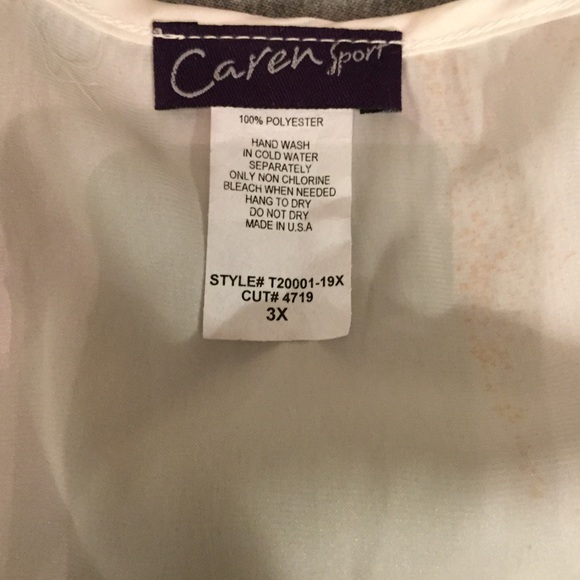 Caren Sport
100% POLYESTER
HAND WASH
IN COLD WATER
SEPARATELY
ONLY NON CHLORINE
BLEACH WHEN NEEDED
HANG TO DRY
DO NOT DRY
MADE IN U.S.A
STYLE# T20001-19X
CUT# 4719
3X